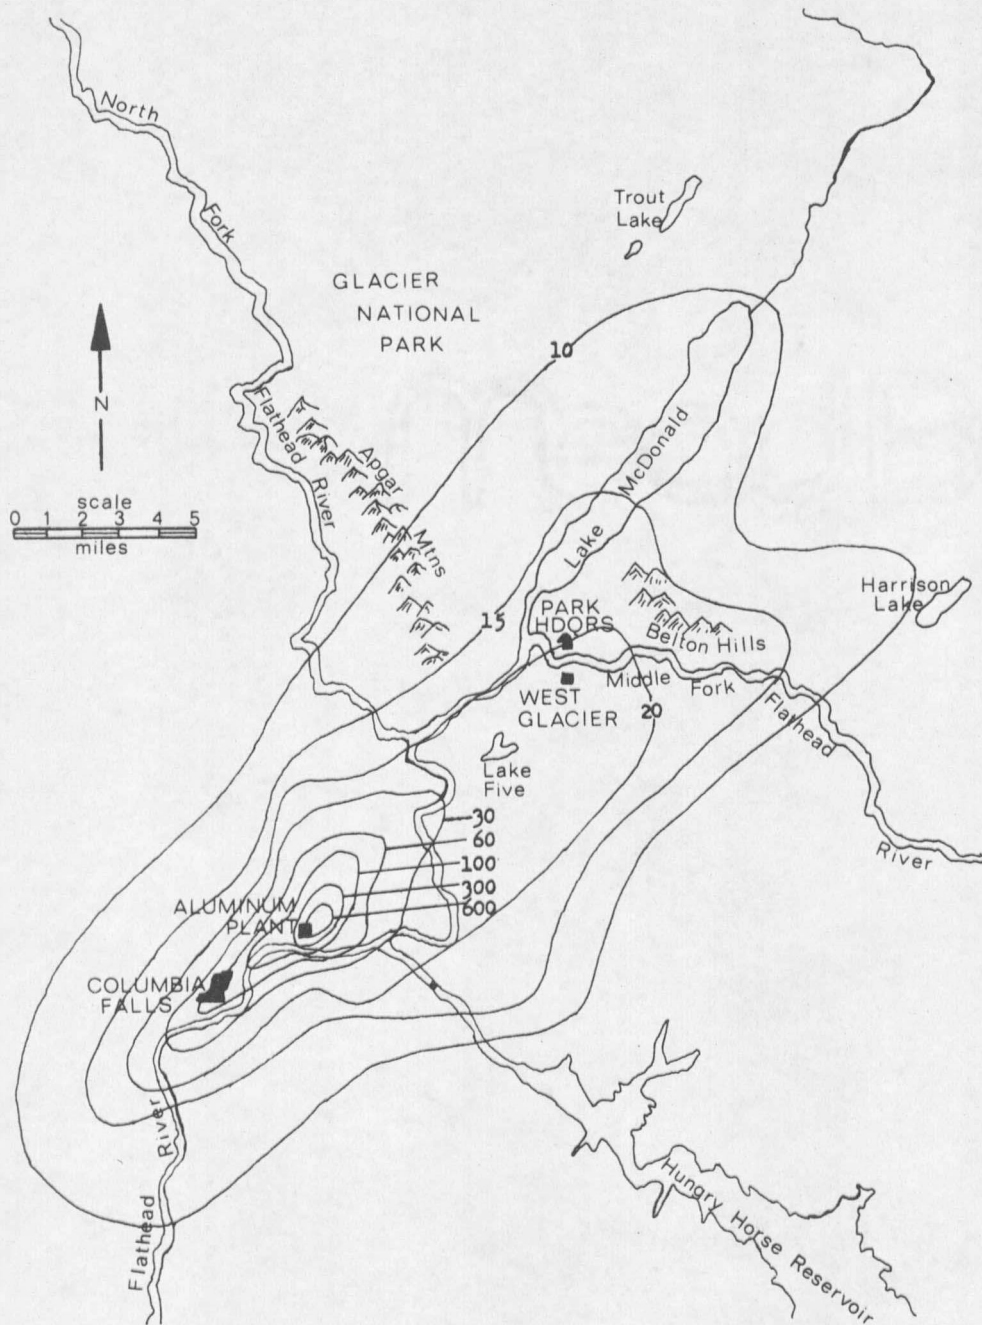 North
Fork
Flathead
River
Trout
Lake
GLACIER
NATIONAL
PARK
N
scale
0 1 2 3 4 5
miles
10
Apgar
Mtns
Lake McDonald
15
PARK
HDQRS
Belton Hills
Harrison
Lake
Middle Fork
Flathead
River
WEST
GLACIER
20
Lake
Five
30
60
100
300
600
ALUMINUM
PLANT
COLUMBIA
FALLS
Flathead River
Hungry Horse Reservoir